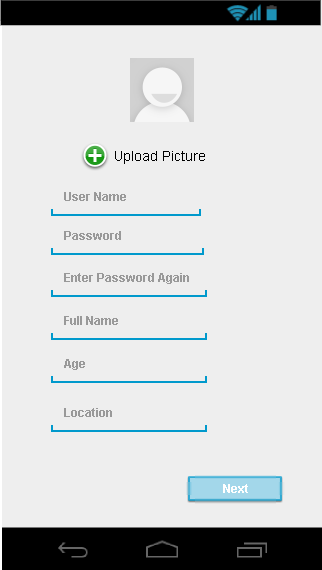 Upload Picture
User Name
Password
Enter Password Again
Full Name
Age
Location
Next